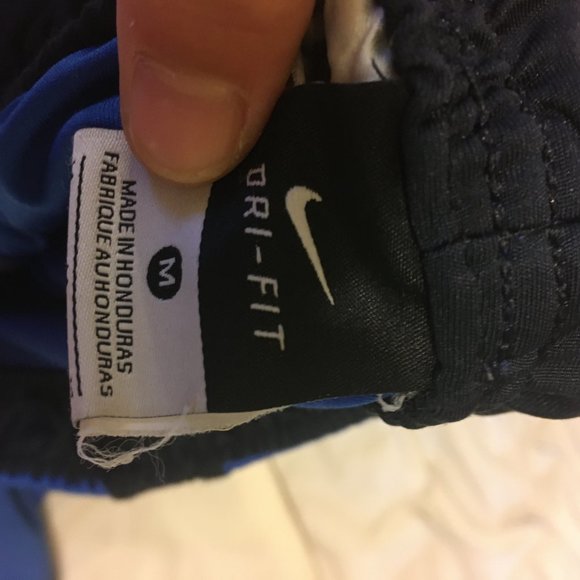 DRI-FIT
M
MADE IN HONDURAS
FABRIQUE AU HONDURAS